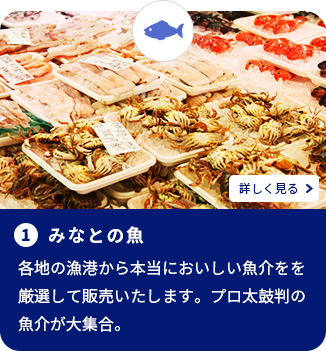 詳しく見る
1 みなとの魚
各地の漁港から本当においしい魚介をを
厳選して販売いたします。プロ太鼓判の
魚介が大集合。